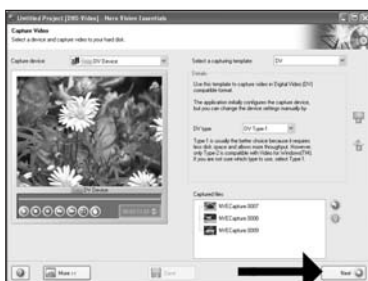 Untitled Project [DVD-Video] - Nero Vision Essentials
Capture Video
Select a device and capture video to your hard disk.
Capture device:
DV Device
Select a capturing template:
DV
Details
Use this template to capture video in Digital Video (DV)
compatible format.
The application initially configures the capture device,
but you can change the device settings manually by
DV type:
DV Type-1
Type-1 is usually the better choice because it requires
less disk space and allows more throughput. However,
only Type-2 is compatible with Video for Windows(TM).
If you are not sure which type to use, select Type-1.
DV Device
Captured files:
NVECapture 0007
NVECapture 0008
NVECapture 0009
More >>
Save
Next